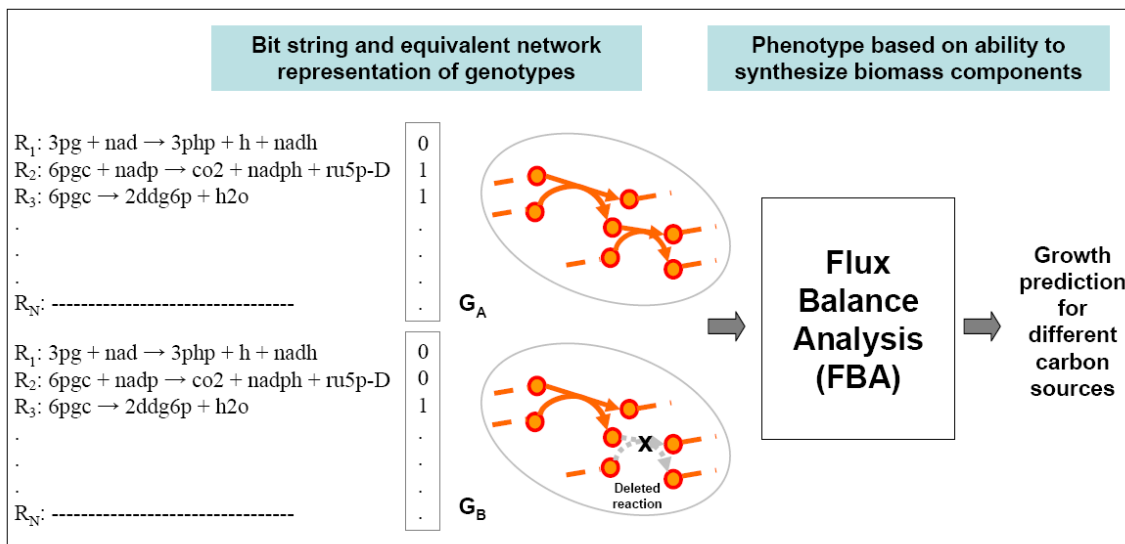 Bit string and equivalent network
representation of genotypes
Phenotype based on ability to
synthesize biomass components
R1: 3pg + nad → 3php + h + nadh 0
R2: 6pgc + nadp → co2 + nadph + ru5p-D 1
R3: 6pgc → 2ddg6p + h2o 1
. .
. .
. .
RN: ------------------------------- .
GA
R1: 3pg + nad → 3php + h + nadh 0
R2: 6pgc + nadp → co2 + nadph + ru5p-D 0
R3: 6pgc → 2ddg6p + h2o 1
. .
. .
. .
RN: ------------------------------- .
GB
X
Deleted
reaction
Flux
Balance
Analysis
(FBA)
Growth
prediction
for
different
carbon
sources